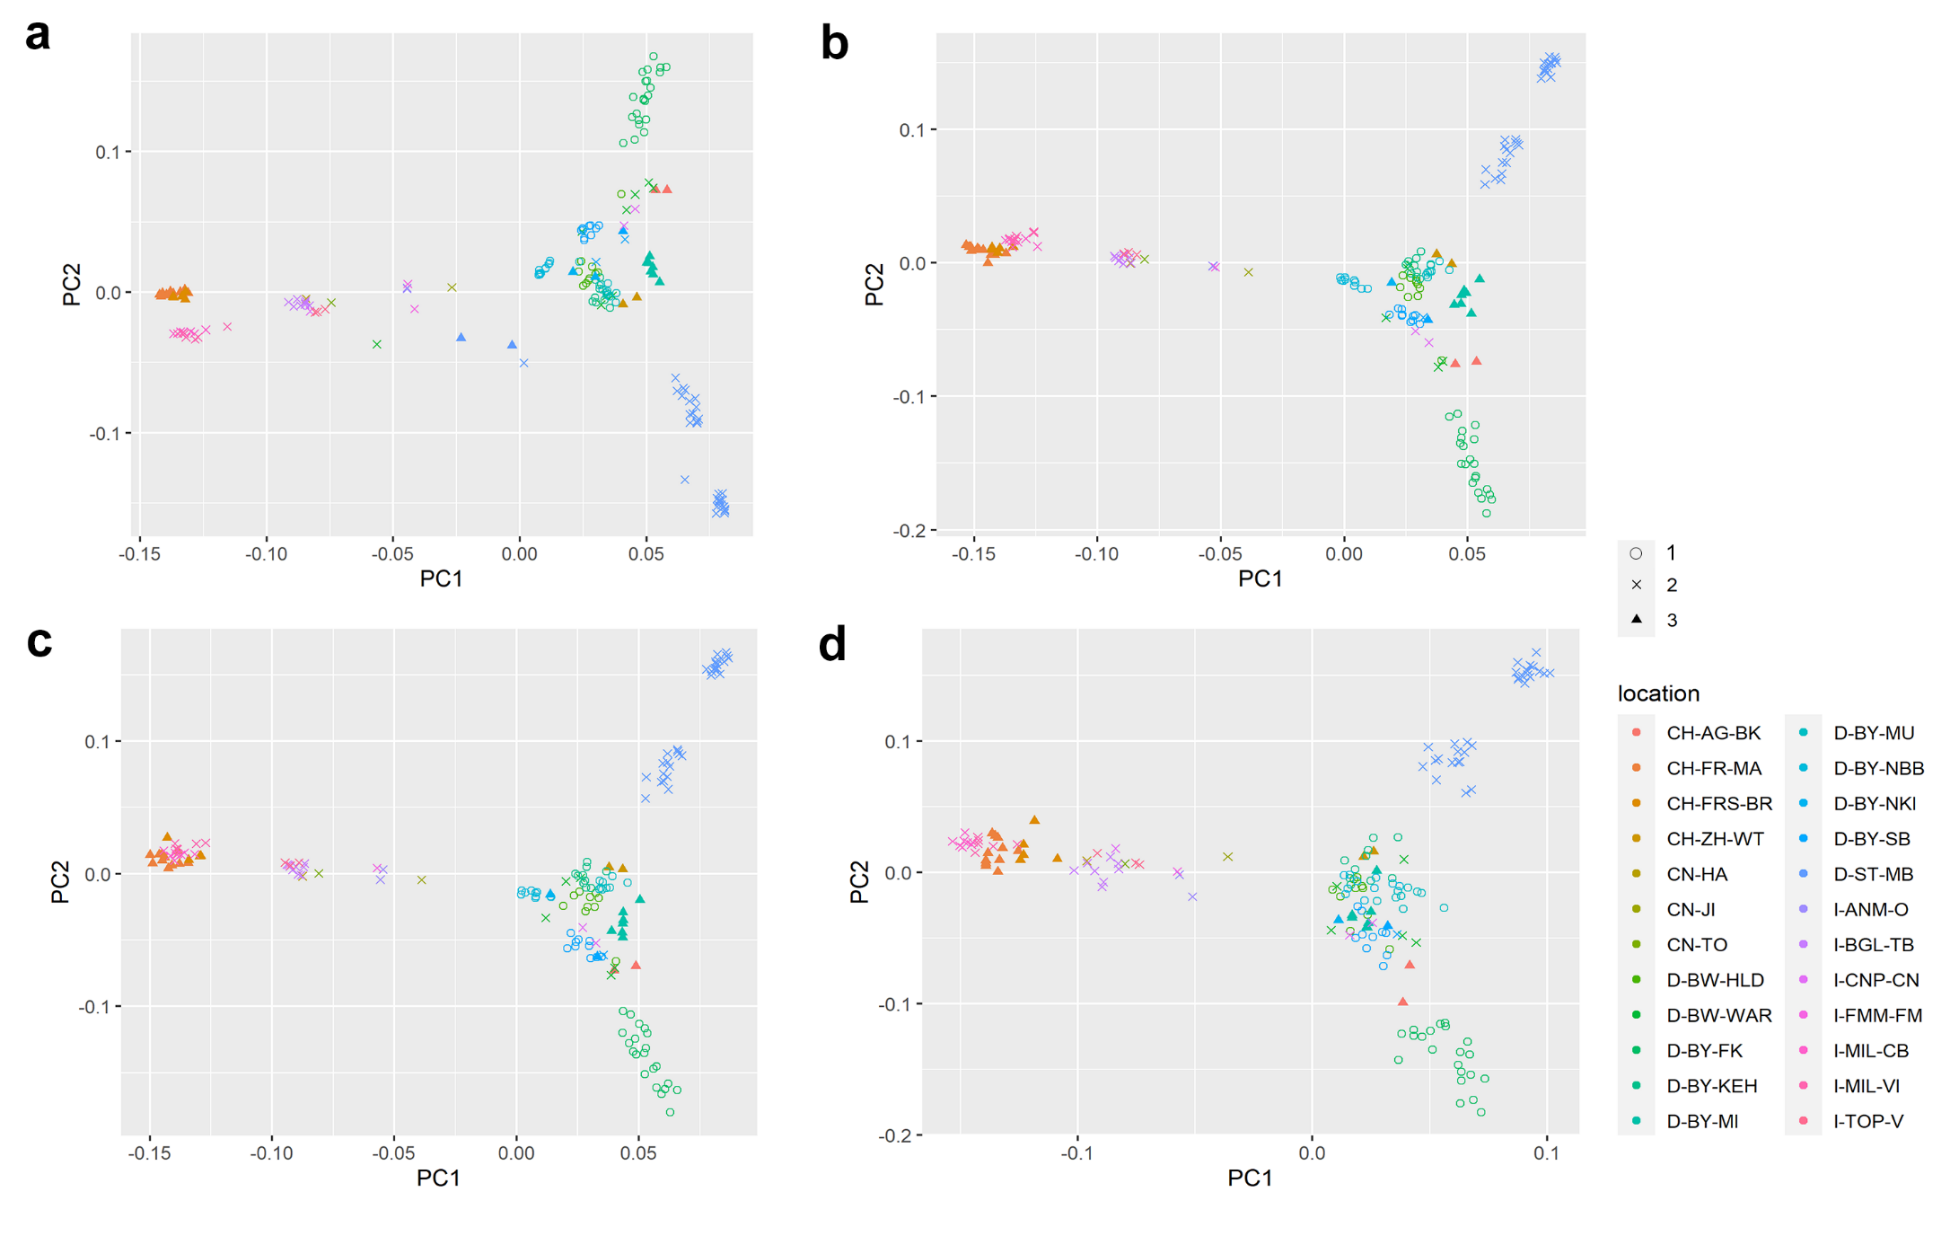 a
PC2
0.1
0.0
-0.1
-0.15
-0.10
-0.05
0.00
0.05
PC1
b
PC2
0.1
0.0
-0.1
-0.2
-0.15
-0.10
-0.05
0.00
0.05
PC1
c
PC2
0.1
0.0
-0.1
-0.15
-0.10
-0.05
0.00
0.05
PC1
d
PC2
0.1
0.0
-0.1
-0.2
-0.1
0.0
0.1
PC1
1
2
3
location
CH-AG-BK
CH-FR-MA
CH-FRS-BR
CH-ZH-WT
CN-HA
CN-JI
CN-TO
D-BW-HLD
D-BW-WAR
D-BY-FK
D-BY-KEH
D-BY-MI
D-BY-MU
D-BY-NBB
D-BY-NKI
D-BY-SB
D-ST-MB
I-ANM-O
I-BGL-TB
I-CNP-CN
I-FMM-FM
I-MIL-CB
I-MIL-VI
I-TOP-V